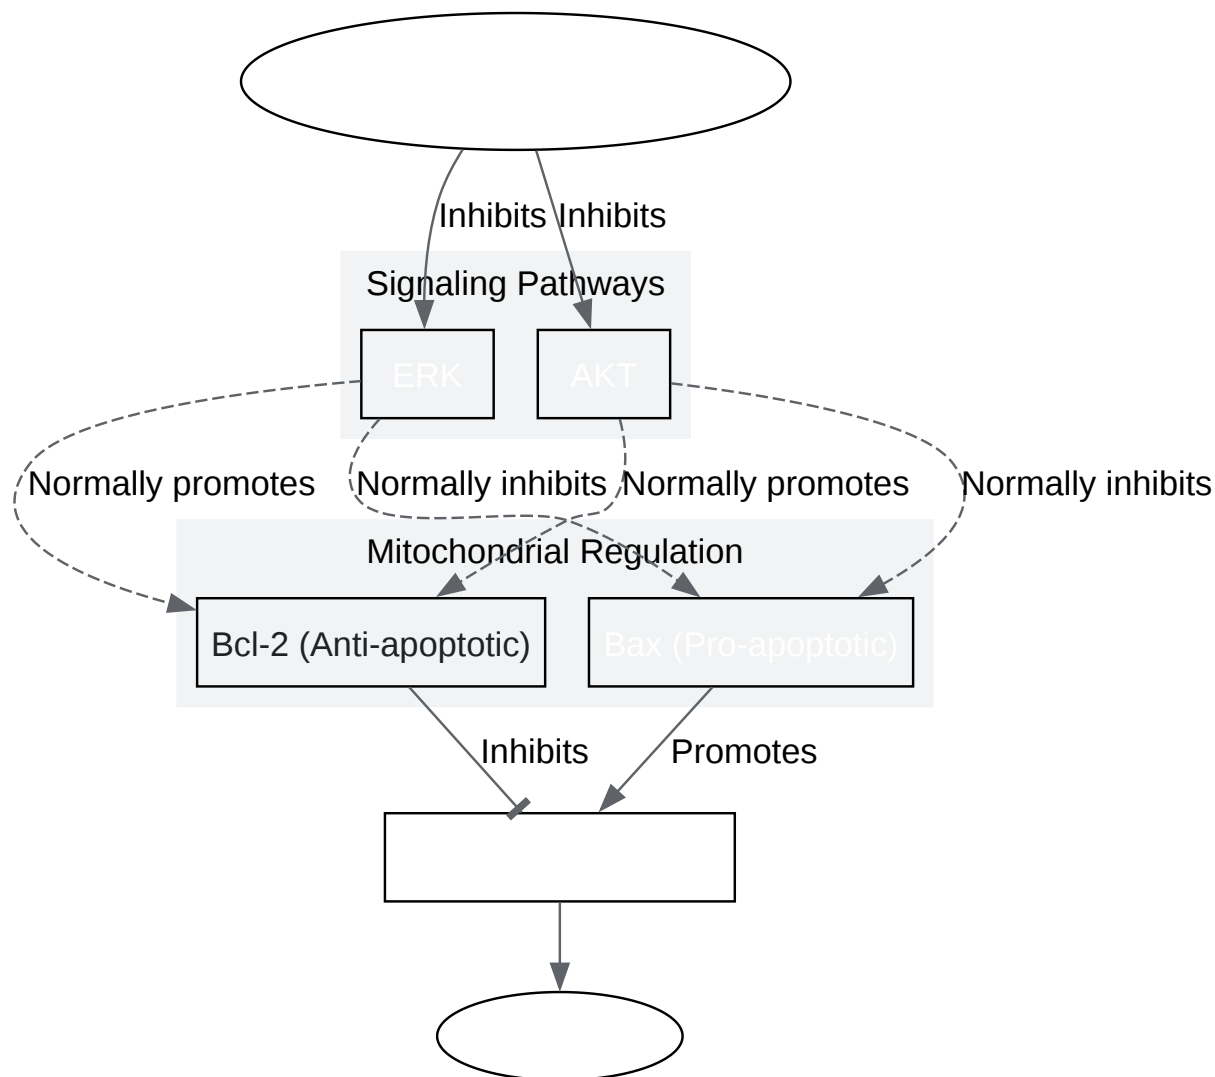 Inhibits Inhibits
Signaling Pathways
ERK AKT
Normally promotes Normally inhibits Normally promotes Normally inhibits
Mitochondrial Regulation
Bcl-2 (Anti-apoptotic) Bax (Pro-apoptotic)
Inhibits Promotes